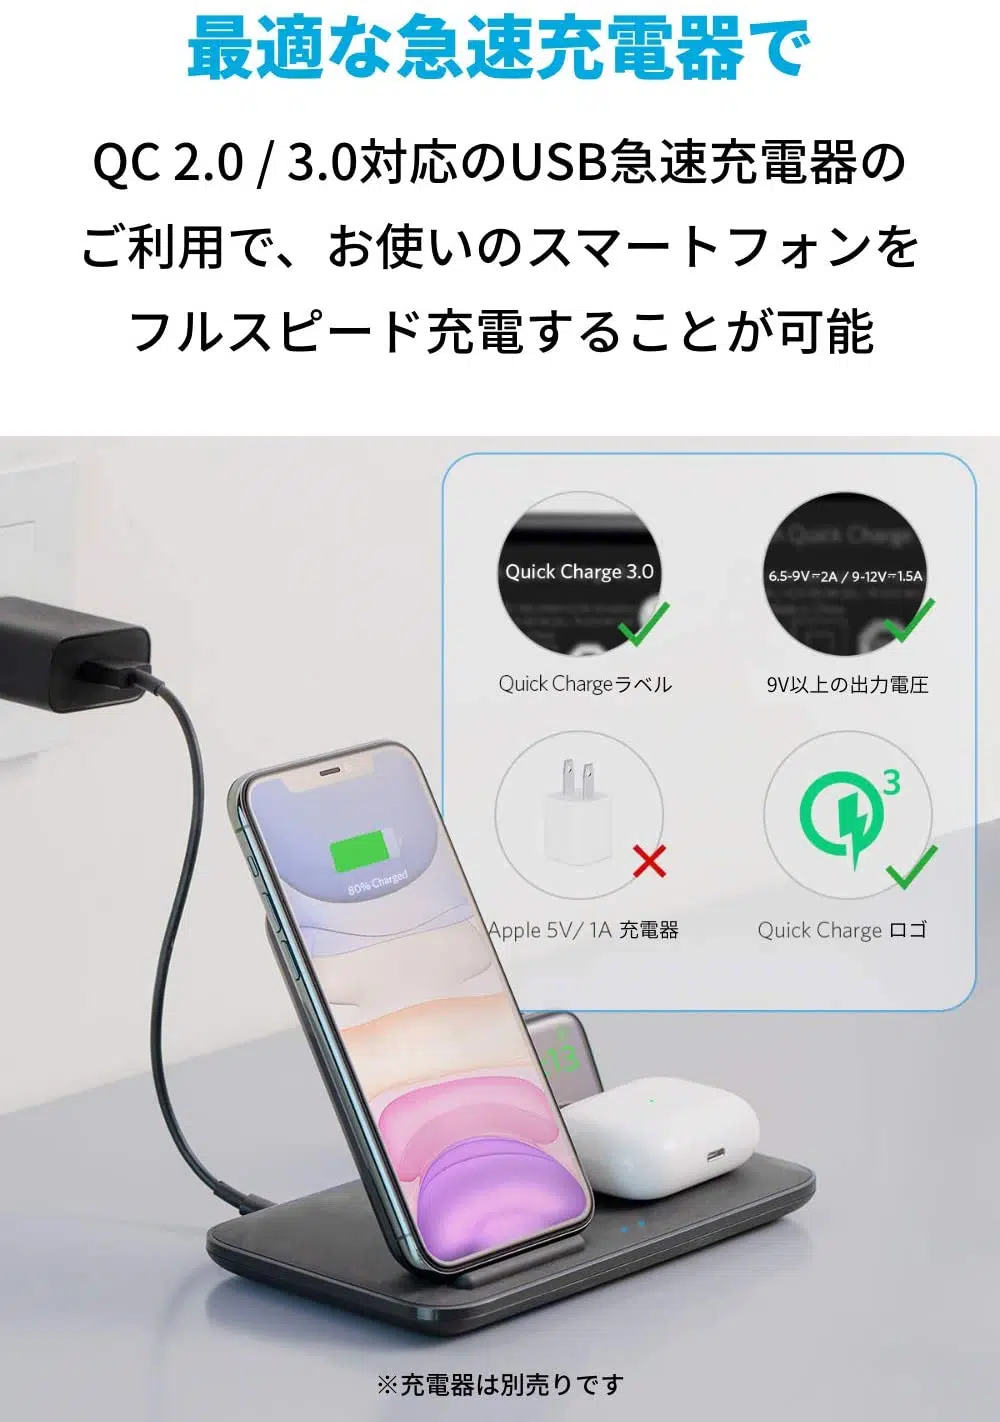 最適な急速充電器で
QC 2.0 / 3.0対応のUSB急速充電器の
ご利用で、お使いのスマートフォンを
フルスピード充電することが可能
Quick Charge 3.0
Quick Charge
6.5-9V⎓2A / 9-12V⎓1.5A
Quick Chargeラベル
9V以上の出力電圧
3
Apple 5V/ 1A 充電器
Quick Charge ロゴ
80% Charged
13
※充電器は別売りです